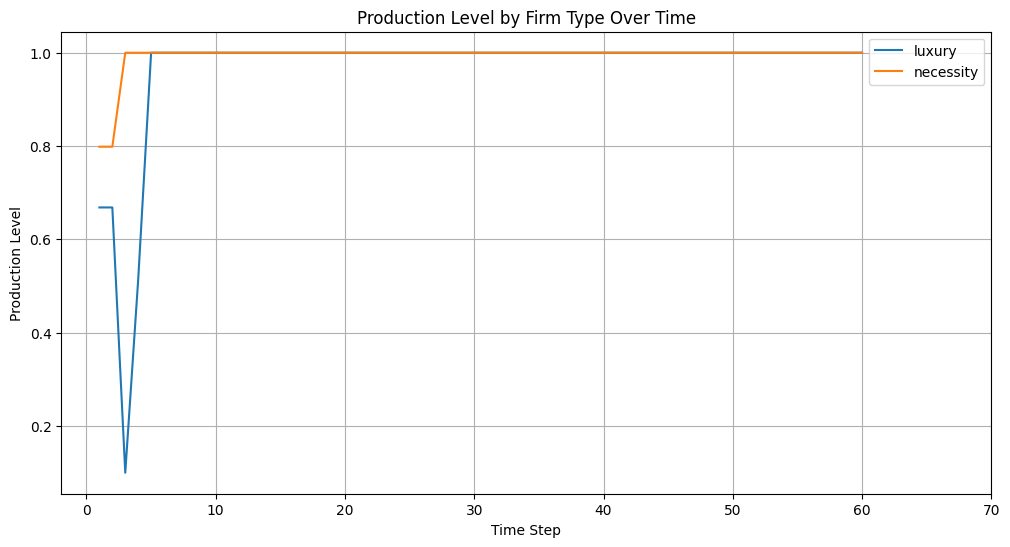 Production Level by Firm Type Over Time
luxury
necessity
Production Level
1.0
0.8
0.6
0.4
0.2
0 10 20 30 40 50 60 70
Time Step